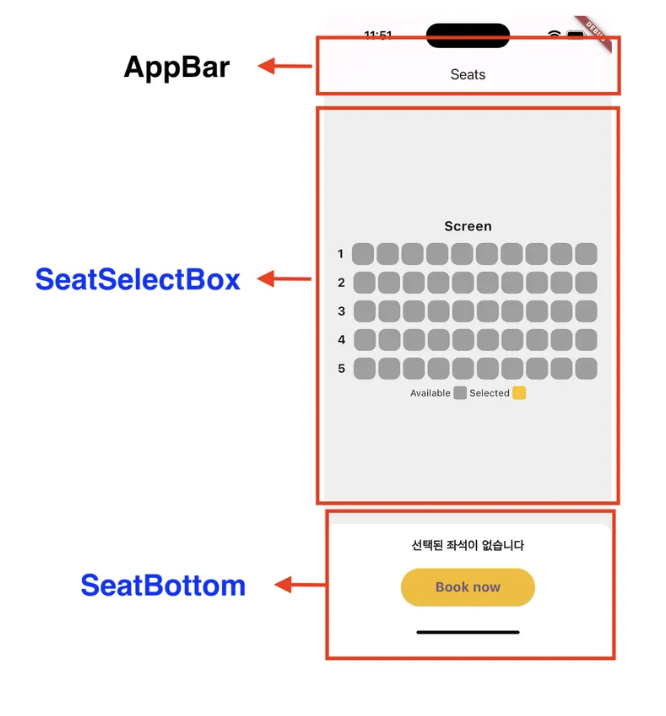 11:51
DEBUG
AppBar
Seats
Screen
1
2
SeatSelectBox
3
4
5
Available Selected
선택된 좌석이 없습니다
SeatBottom
Book now